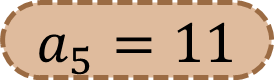 a₅ = 11